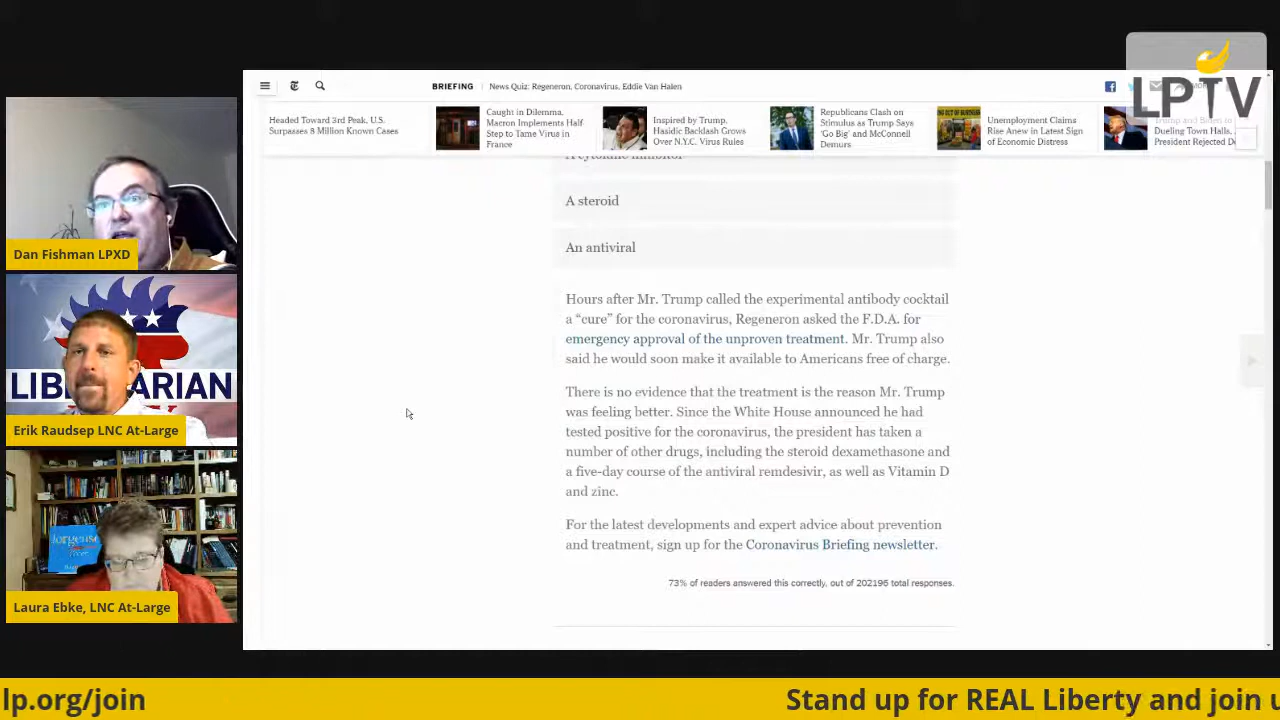 LPTV
BRIEFING
News Quiz: Regeneron, Coronavirus, Eddie Van Halen
Headed Toward 3rd Peak, U.S.
Surpasses 8 Million Known Cases
Caught in Dilemma,
Macron Implements Half
Step to Tame Virus in
France
Inspired by Trump,
Hasidic Backlash Grows
Over N.Y.C. Virus Rules
Republicans Clash on
Stimulus as Trump Says
‘Go Big’ and McConnell
Demurs
Unemployment Claims
Rise Anew in Latest Sign
of Economic Distress
Trump and Biden in
Dueling Town Halls,
President Rejected
A cytokine inhibitor
A steroid
An antiviral
Hours after Mr. Trump called the experimental antibody cocktail
a “cure” for the coronavirus, Regeneron asked the F.D.A. for
emergency approval of the unproven treatment. Mr. Trump also
said he would soon make it available to Americans free of charge.
There is no evidence that the treatment is the reason Mr. Trump
was feeling better. Since the White House announced he had
tested positive for the coronavirus, the president has taken a
number of other drugs, including the steroid dexamethasone and
a five-day course of the antiviral remdesivir, as well as Vitamin D
and zinc.
For the latest developments and expert advice about prevention
and treatment, sign up for the Coronavirus Briefing newsletter.
73% of readers answered this correctly, out of 202196 total responses.
Dan Fishman LPXD
LIB ARIAN
Erik Raudsep LNC At-Large
Jorgensen
Laura Ebke, LNC At-Large
lp.org/join
Stand up for REAL Liberty and join u